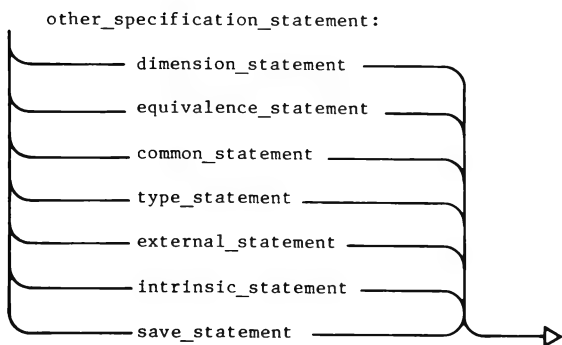 other_specification_statement:
dimension_statement
equivalence_statement
common_statement
type_statement
external_statement
intrinsic_statement
save_statement